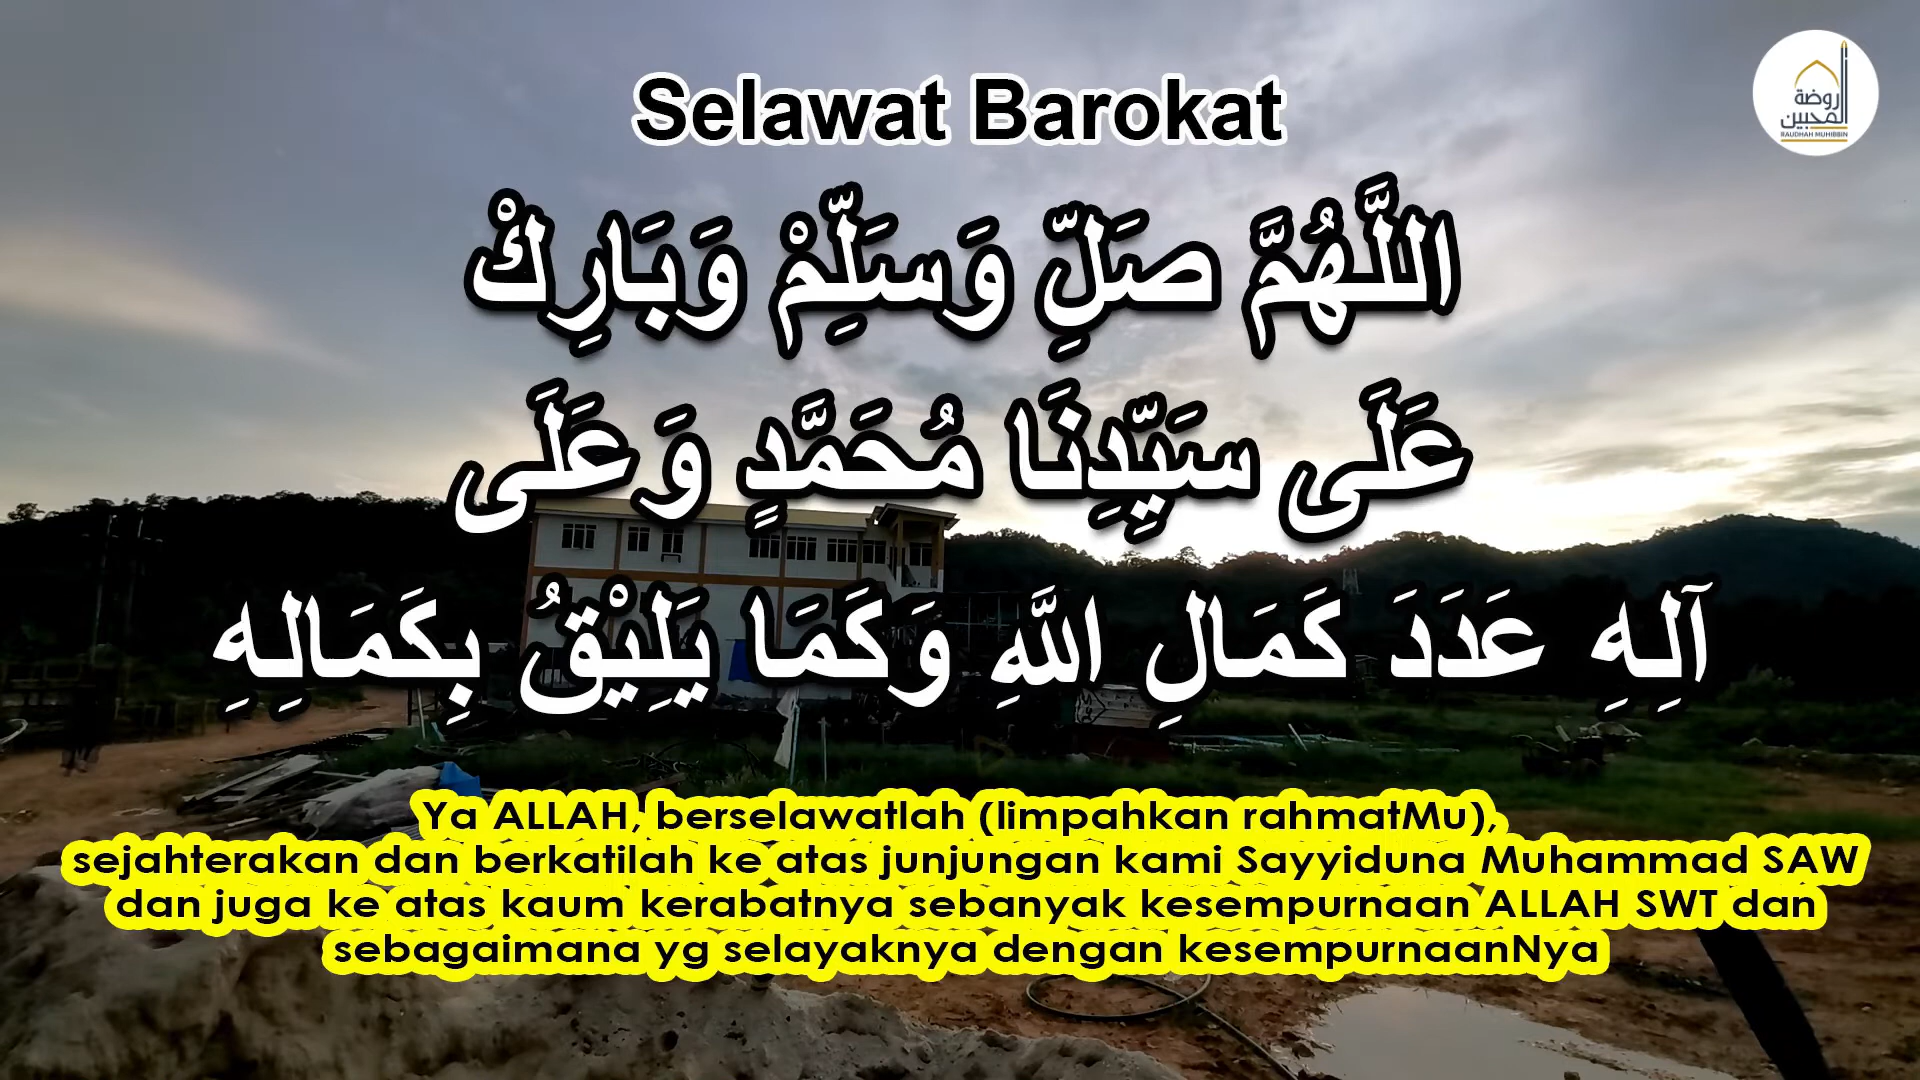 Selawat Barokat
روضة
المحبين
RAUDHAH MUHIBBIN
اللَّهُمَّ صَلِّ وَسَلِّمْ وَبَارِكْ
عَلَى سَيِّدِنَا مُحَمَّدٍ وَعَلَى
آلِهِ عَدَدَ كَمَالِ اللَّهِ وَكَمَا يَلِيْقُ بِكَمَالِهِ
Ya ALLAH, berselawatlah (limpahkan rahmatMu),
sejahterakan dan berkatilah ke atas junjungan kami Sayyiduna Muhammad SAW
dan juga ke atas kaum kerabatnya sebanyak kesempurnaan ALLAH SWT dan
sebagaimana yg selayaknya dengan kesempurnaanNya